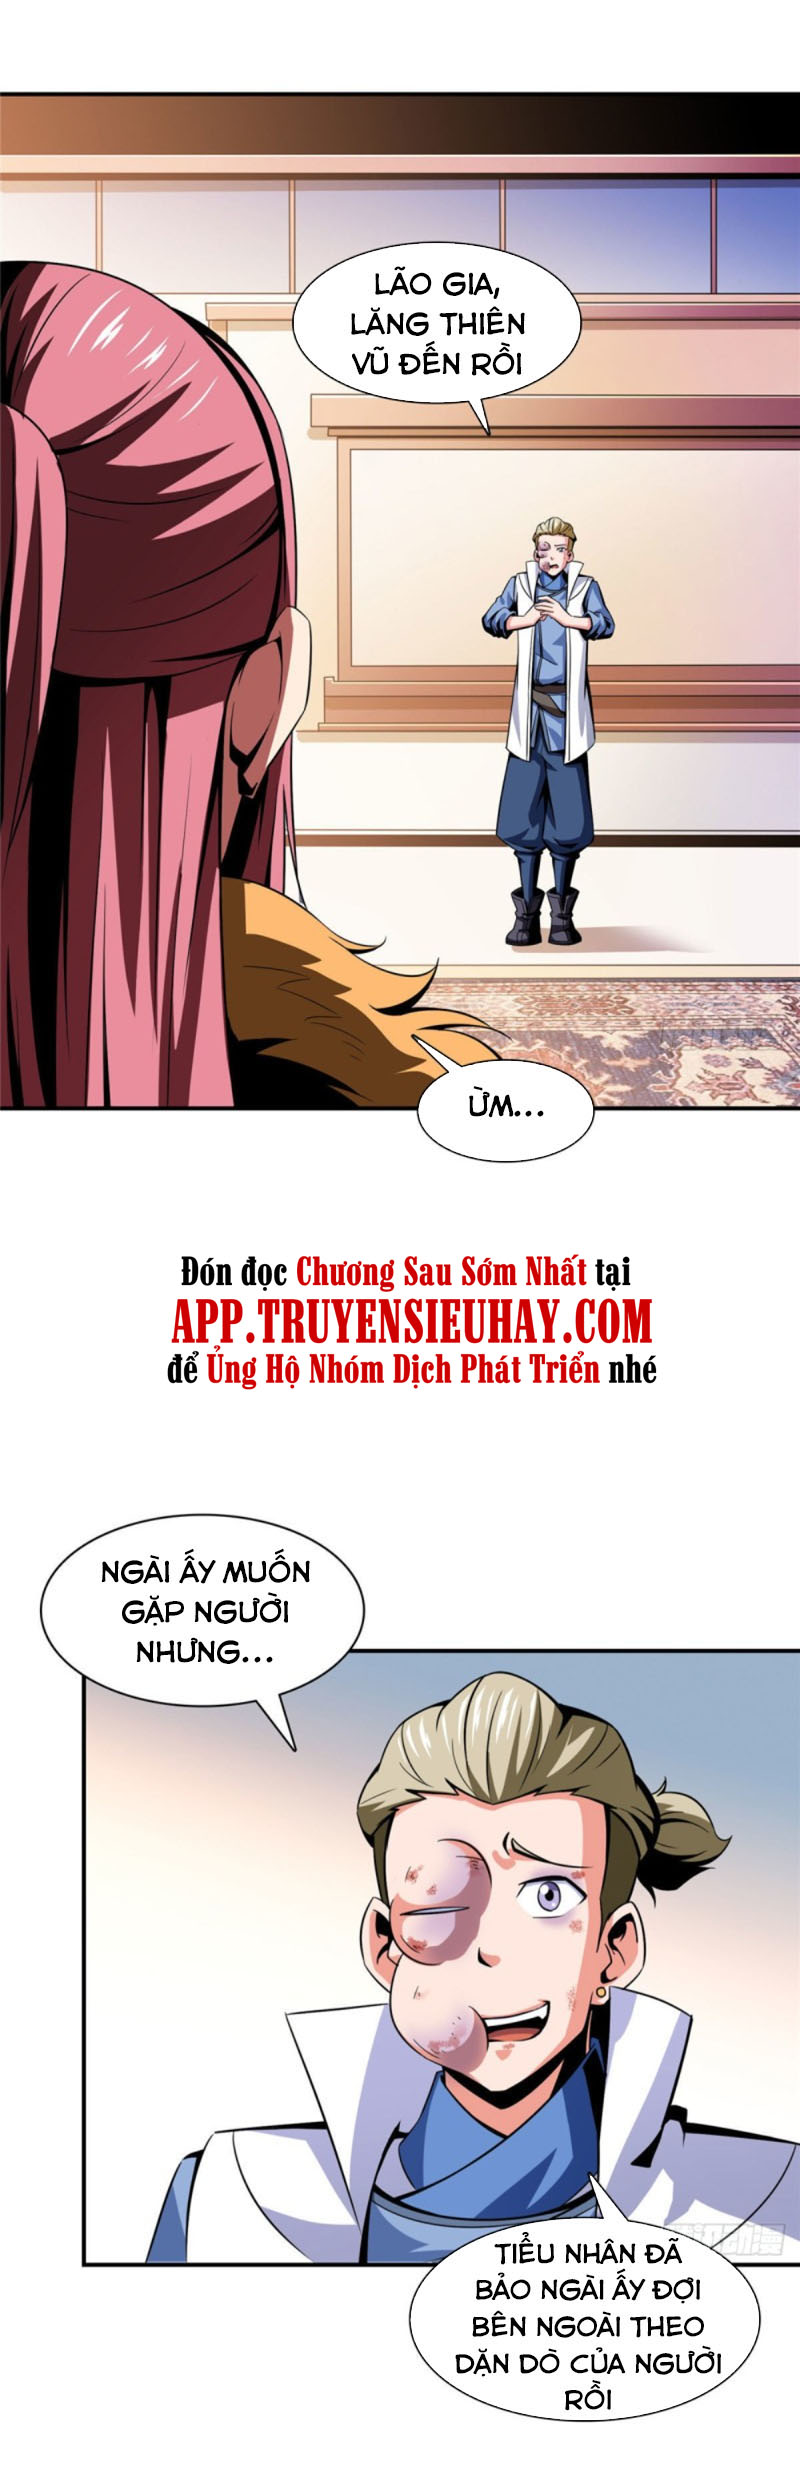 LÃO GIA,
LĂNG THIÊN
VŨ ĐẾN RỒI
ỪM...
Đón đọc Chương Sau Sớm Nhất tại
APP.TRUYENSIEUHAY.COM
để Ủng Hộ Nhóm Dịch Phát Triển nhé
NGÀI ẤY MUỐN
GẶP NGƯỜI
NHƯNG...
TIỂU NHÂN ĐÃ
BẢO NGÀI ẤY ĐỢI
BÊN NGOÀI THEO
DẶN DÒ CỦA NGƯỜI
RỒI